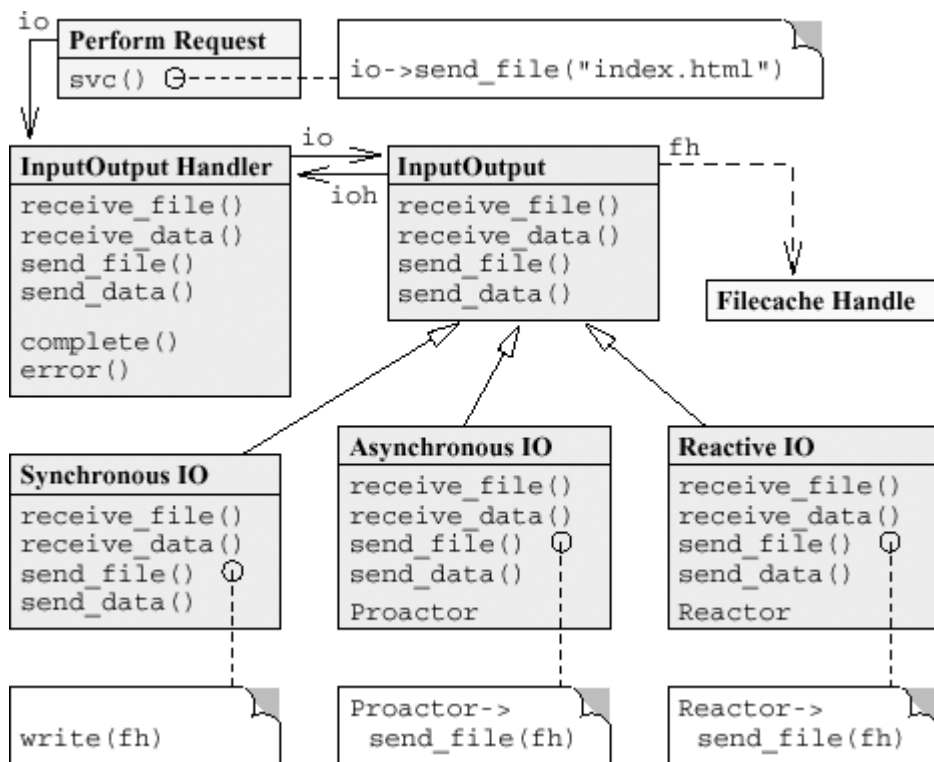 io
Perform Request
svc()
io->send_file("index.html")
InputOutput Handler
receive_file()
receive_data()
send_file()
send_data()
complete()
error()
io
ioh
InputOutput
receive_file()
receive_data()
send_file()
send_data()
fh
Filecache Handle
Synchronous IO
receive_file()
receive_data()
send_file()
send_data()
write(fh)
Asynchronous IO
receive_file()
receive_data()
send_file()
send_data()
Proactor
Proactor->
send_file(fh)
Reactive IO
receive_file()
receive_data()
send_file()
send_data()
Reactor
Reactor->
send_file(fh)